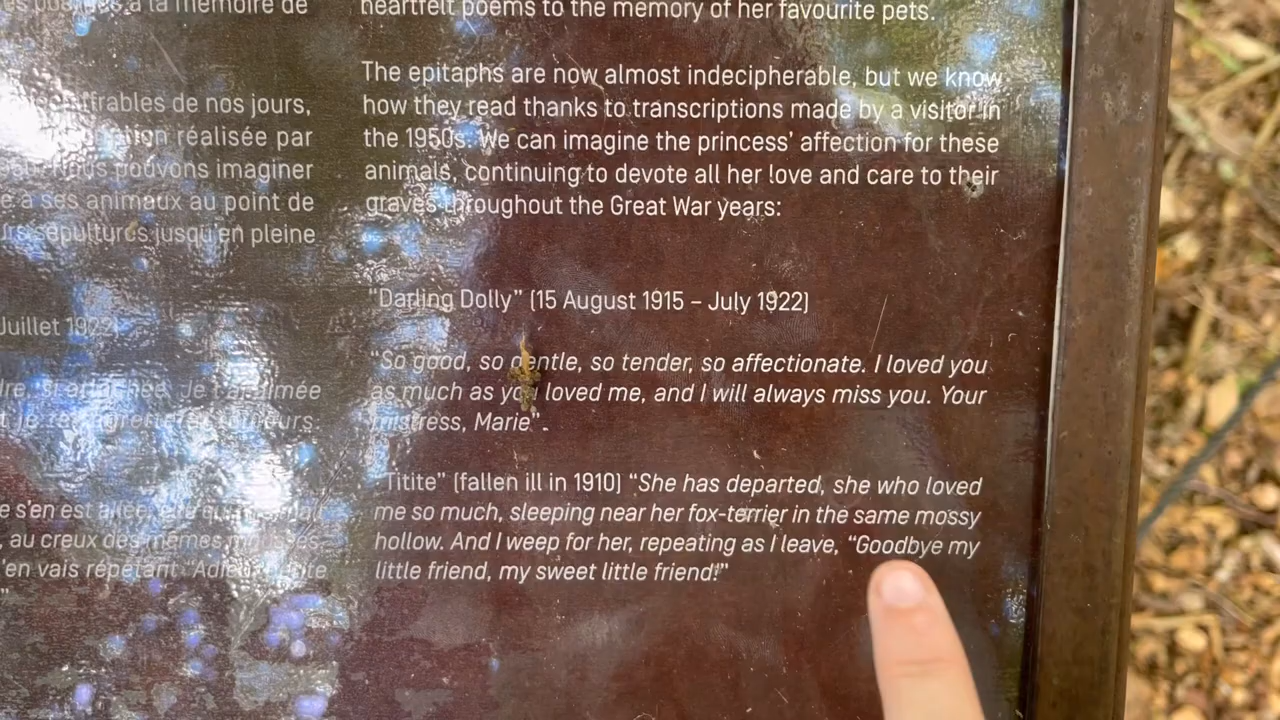 à la mémoire de
de nos jours,
réalisée par
pouvons imaginer
à ses animaux au point de
sépultures jusqu'en pleine
Juillet 1922)
aimée
s'en est allée,
, au creux des mêmes
'en vais répétant "Adieu
"
heartfelt poems to the memory of her favourite pets.
The epitaphs are now almost indecipherable, but we know
how they read thanks to transcriptions made by a visitor in
the 1950s. We can imagine the princess' affection for these
animals, continuing to devote all her love and care to their
graves throughout the Great War years:
"Darling Dolly" (15 August 1915 – July 1922)
"So good, so gentle, so tender, so affectionate. I loved you
as much as you loved me, and I will always miss you. Your
mistress, Marie".
"Titite" (fallen ill in 1910) "She has departed, she who loved
me so much, sleeping near her fox-terrier in the same mossy
hollow. And I weep for her, repeating as I leave, "Goodbye my
little friend, my sweet little friend!"